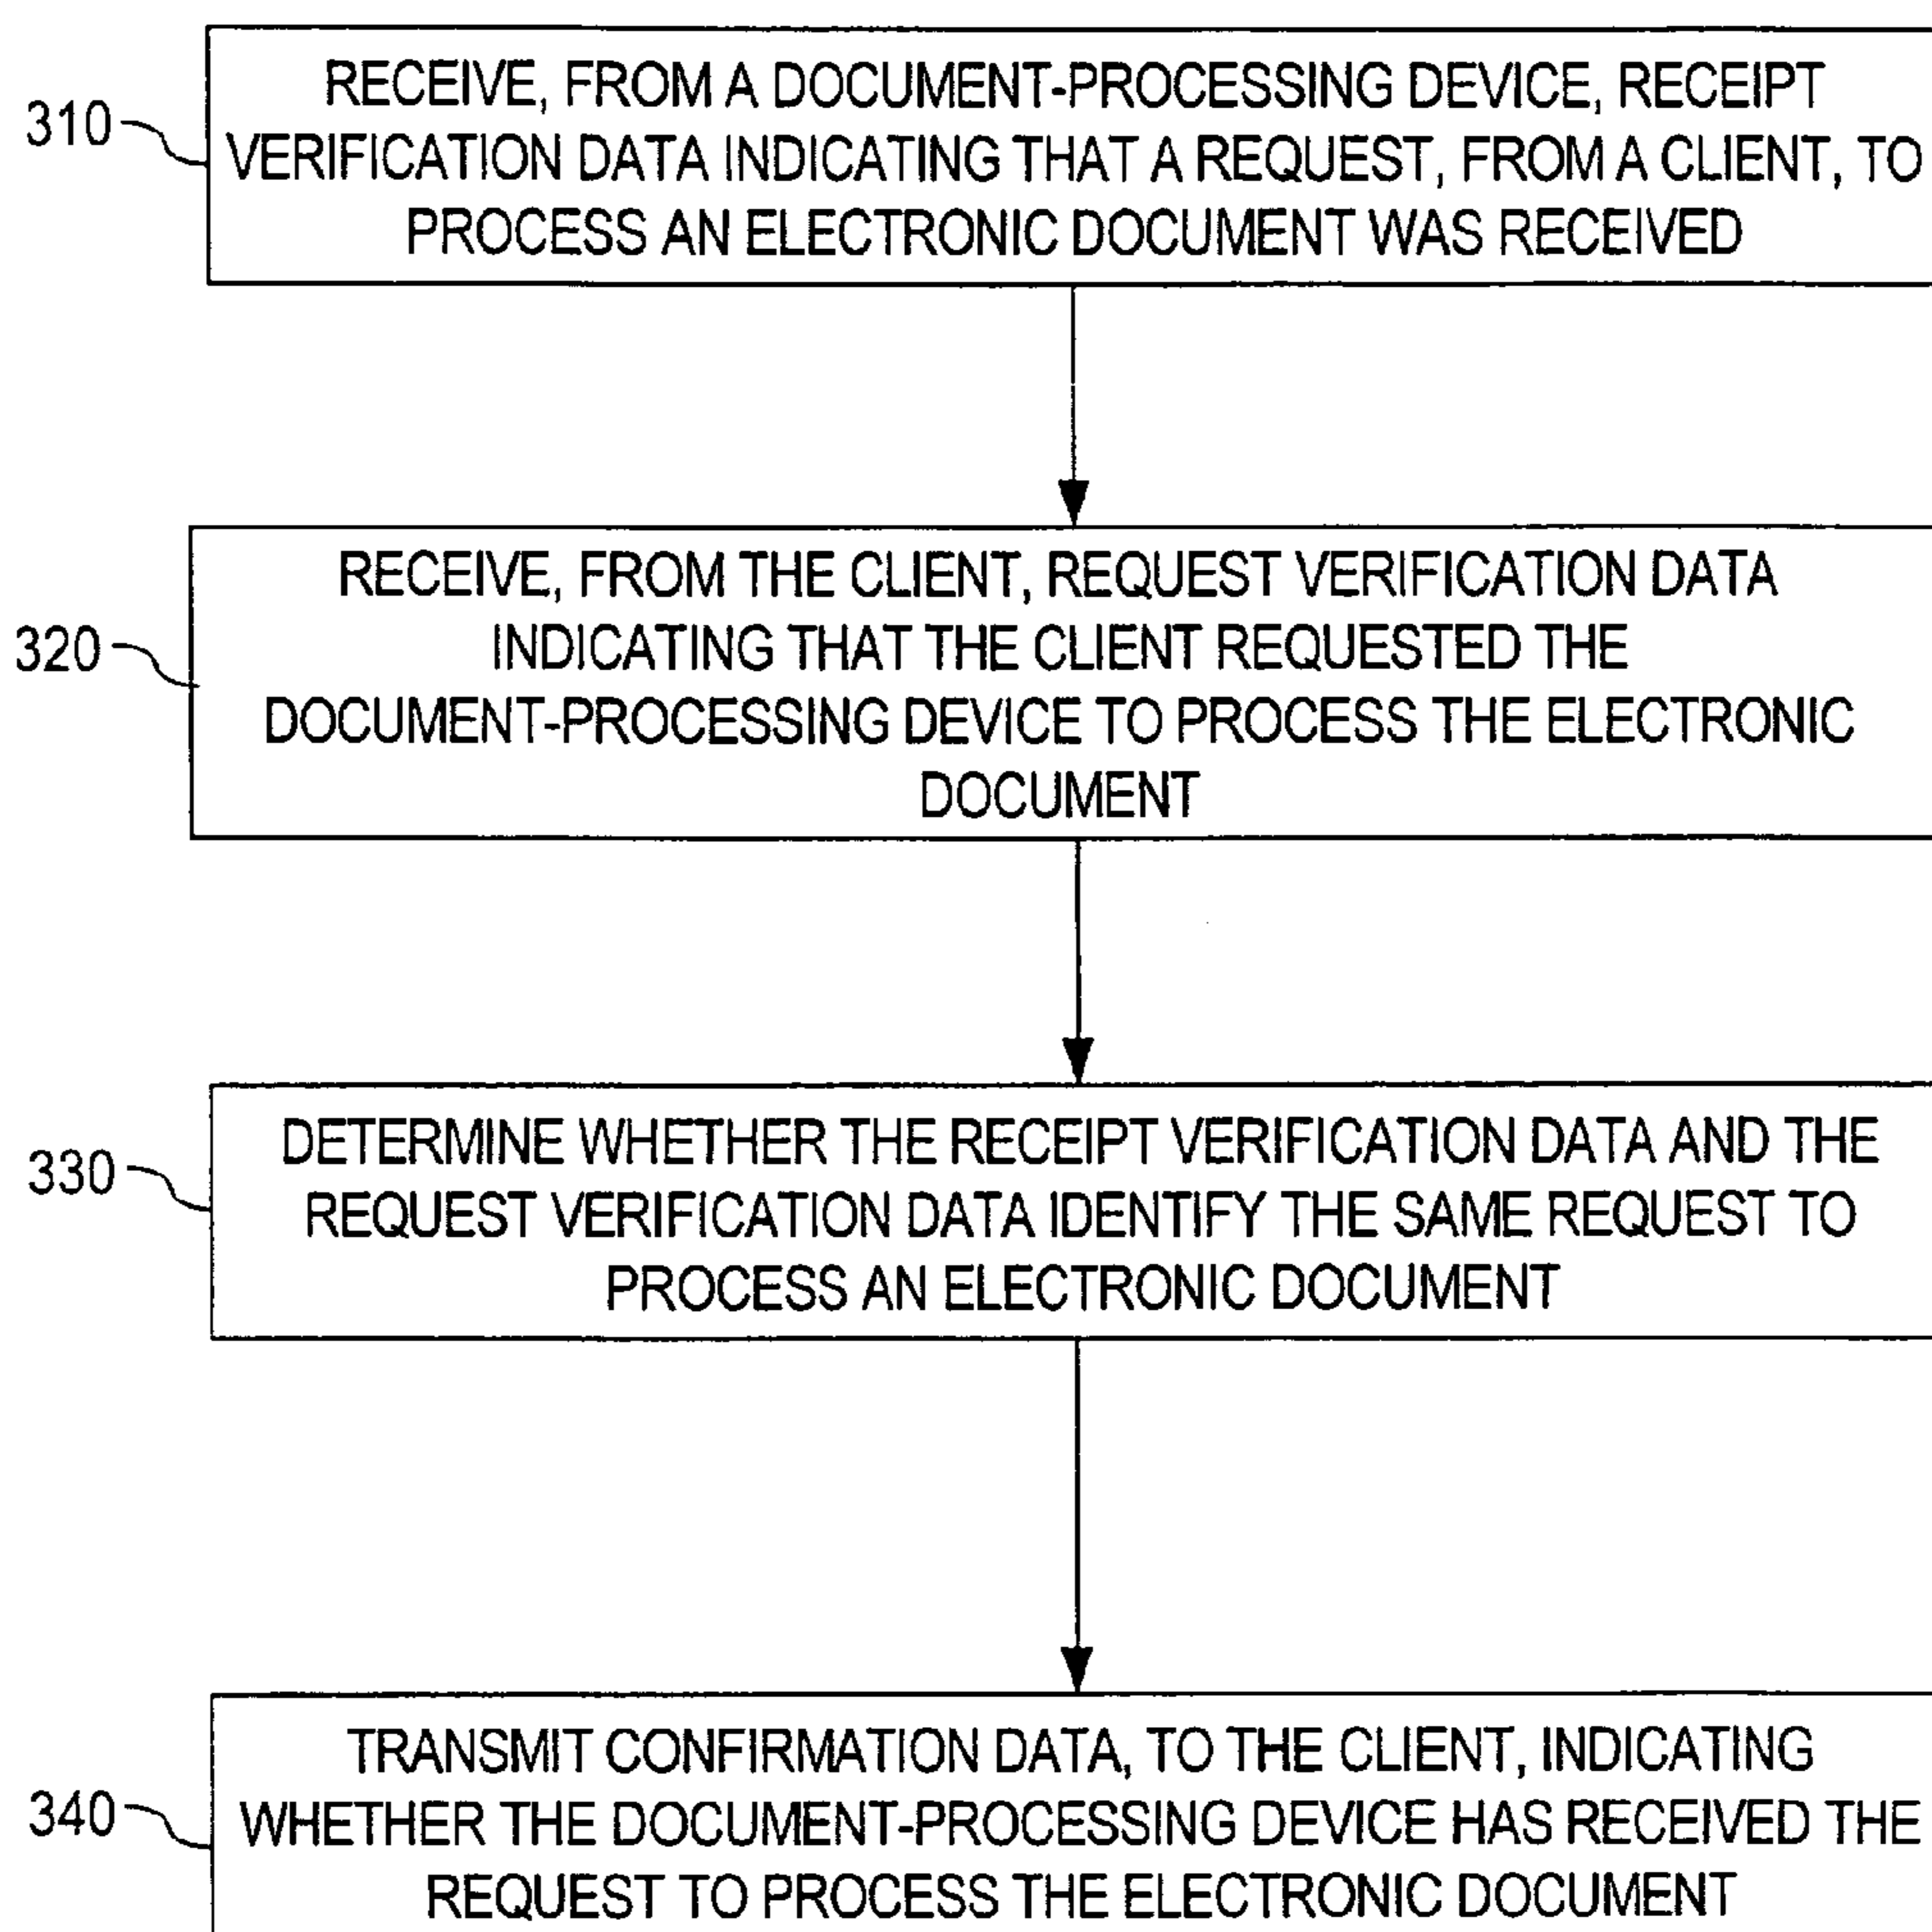 310
RECEIVE, FROM A DOCUMENT-PROCESSING DEVICE, RECEIPT
VERIFICATION DATA INDICATING THAT A REQUEST, FROM A CLIENT, TO
PROCESS AN ELECTRONIC DOCUMENT WAS RECEIVED
320
RECEIVE, FROM THE CLIENT, REQUEST VERIFICATION DATA
INDICATING THAT THE CLIENT REQUESTED THE
DOCUMENT-PROCESSING DEVICE TO PROCESS THE ELECTRONIC
DOCUMENT
330
DETERMINE WHETHER THE RECEIPT VERIFICATION DATA AND THE
REQUEST VERIFICATION DATA IDENTIFY THE SAME REQUEST TO
PROCESS AN ELECTRONIC DOCUMENT
340
TRANSMIT CONFIRMATION DATA, TO THE CLIENT, INDICATING
WHETHER THE DOCUMENT-PROCESSING DEVICE HAS RECEIVED THE
REQUEST TO PROCESS THE ELECTRONIC DOCUMENT